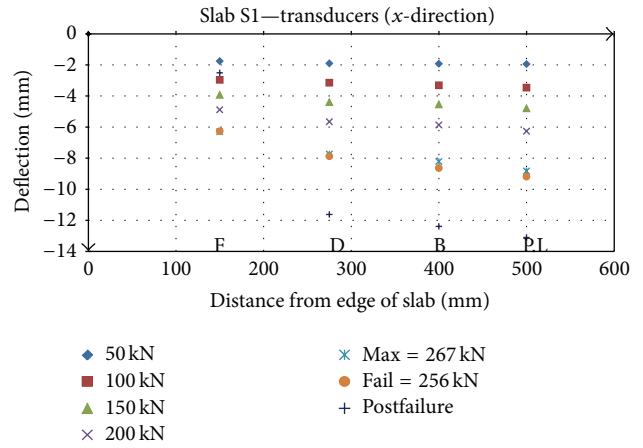 Slab S1—transducers (x-direction)
0
−2
−4
−6
−8
−10
−12
−14
Deflection (mm)
F D B P.L
0 100 200 300 400 500 600
Distance from edge of slab (mm)
50 kN
100 kN
150 kN
200 kN
Max = 267 kN
Fail = 256 kN
Postfailure